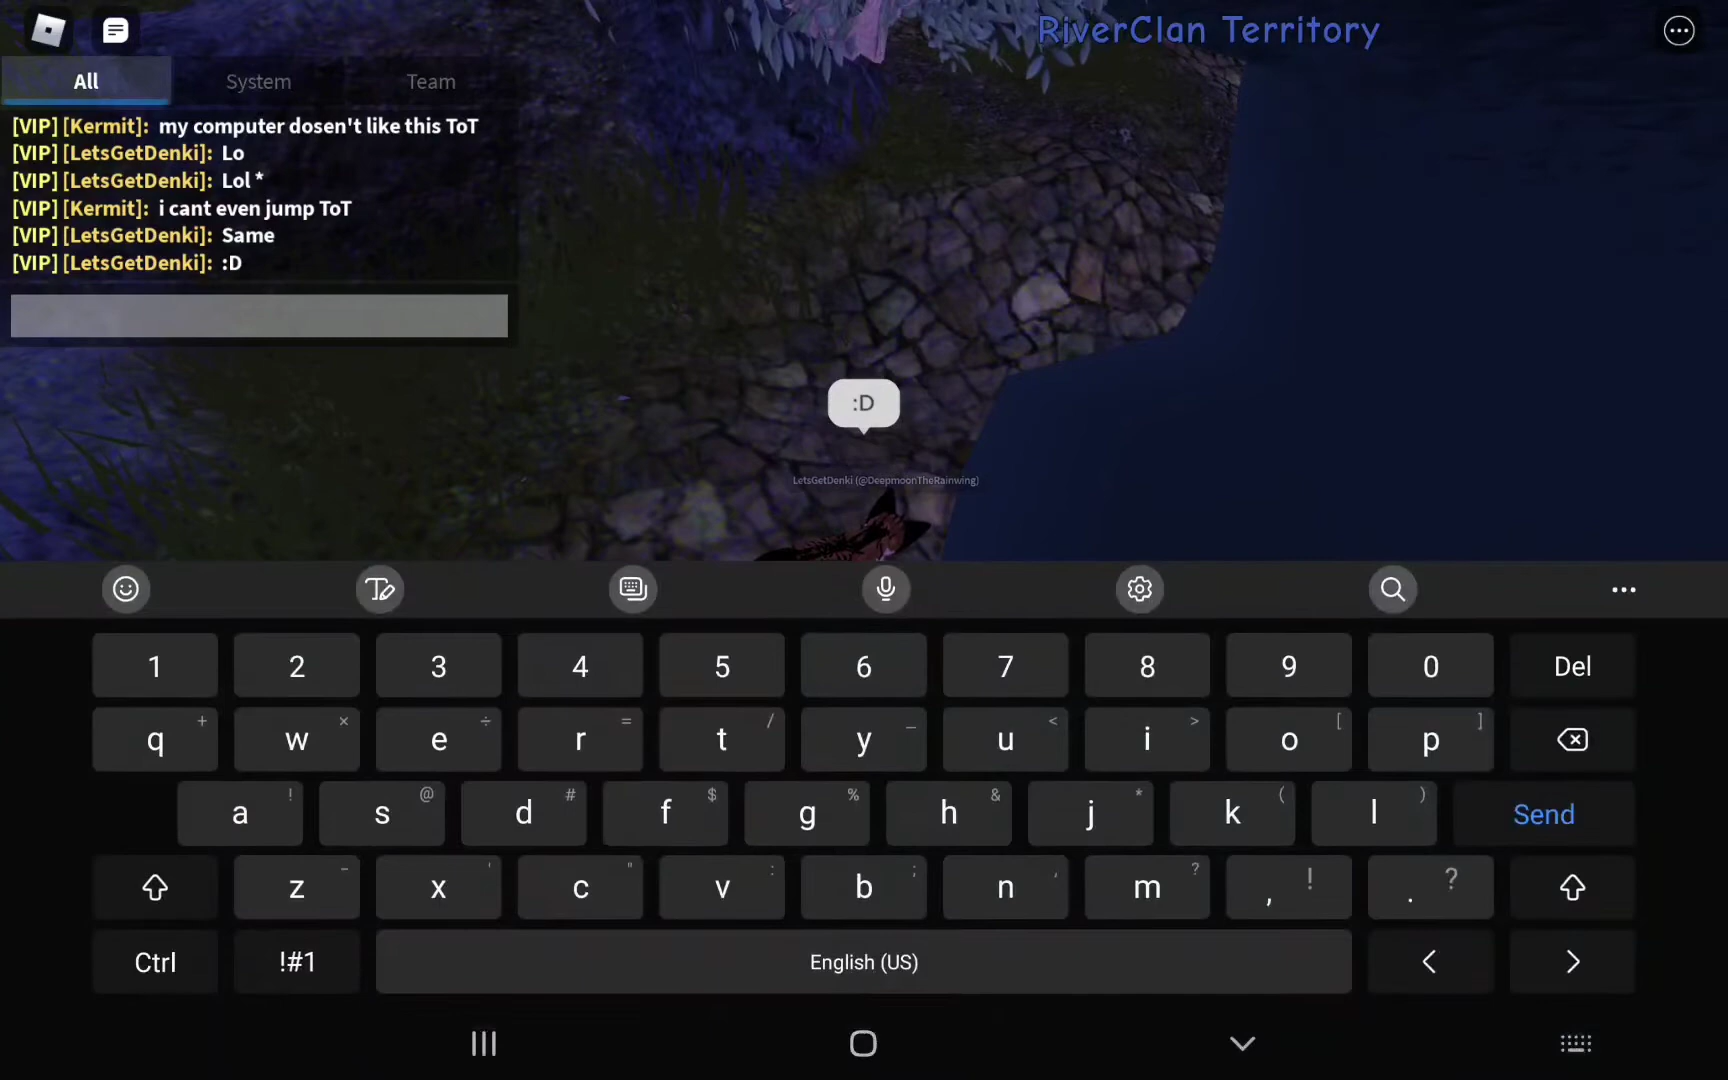 RiverClan Territory
All System Team
[VIP] [Kermit]: my computer dosen't like this ToT
[VIP] [LetsGetDenki]: Lo
[VIP] [LetsGetDenki]: Lol *
[VIP] [Kermit]: i cant even jump ToT
[VIP] [LetsGetDenki]: Same
[VIP] [LetsGetDenki]: :D
:D
LetsGetDenki (@DeepmoonTheRainwing)
1 2 3 4 5 6 7 8 9 0 Del
q + w × e ÷ r = t / y _ u < i > o [ p ]
a ! s @ d # f $ g % h & j * k ( l ) Send
z - x ' c " v : b ; n , m ? , ! . ?
Ctrl !#1 English (US) < >